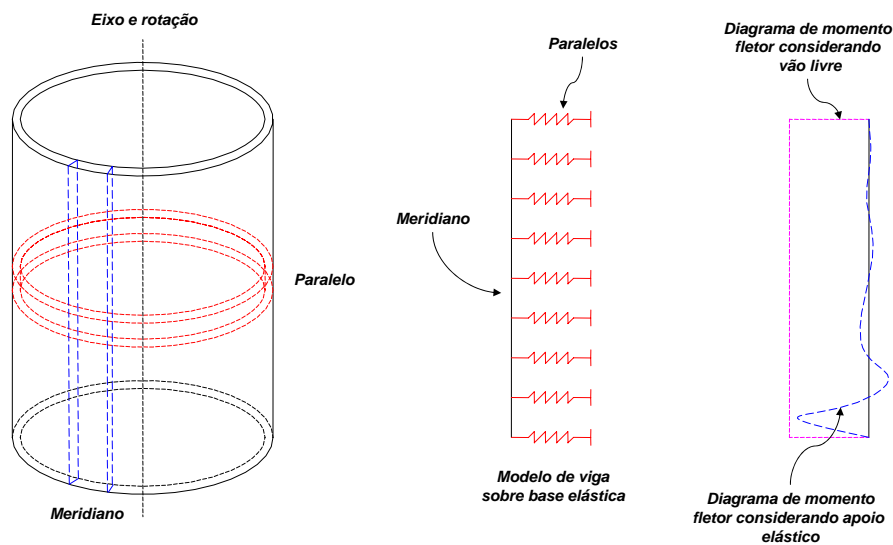 Eixo e rotação
Paralelo
Meridiano
Paralelos
Meridiano
Modelo de viga
sobre base elástica
Diagrama de momento
fletor considerando
vão livre
Diagrama de momento
fletor considerando apoio
elástico